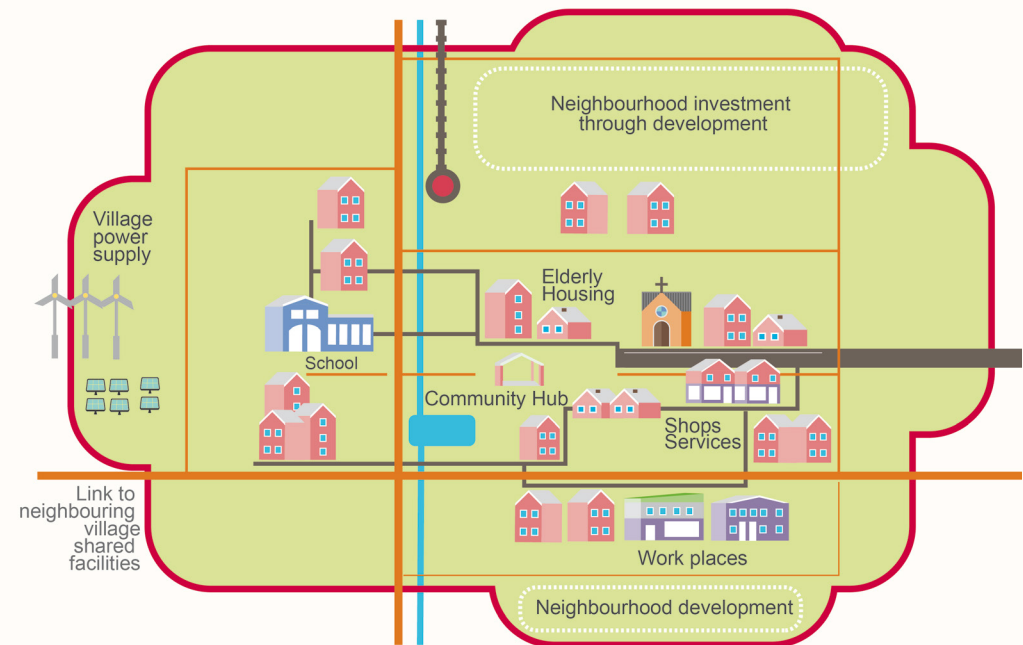 Neighbourhood investment
through development
Village
power
supply
Elderly
Housing
School
Community Hub
Shops
Services
Link to
neighbouring
village
shared
facilities
Work places
Neighbourhood development